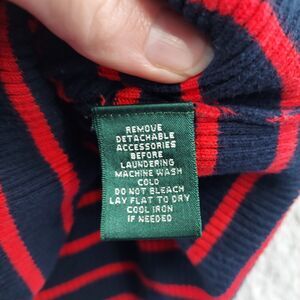 REMOVE
DETACHABLE
ACCESSORIES
BEFORE
LAUNDERING
MACHINE WASH
COLD
DO NOT BLEACH
LAY FLAT TO DRY
COOL IRON
IF NEEDED